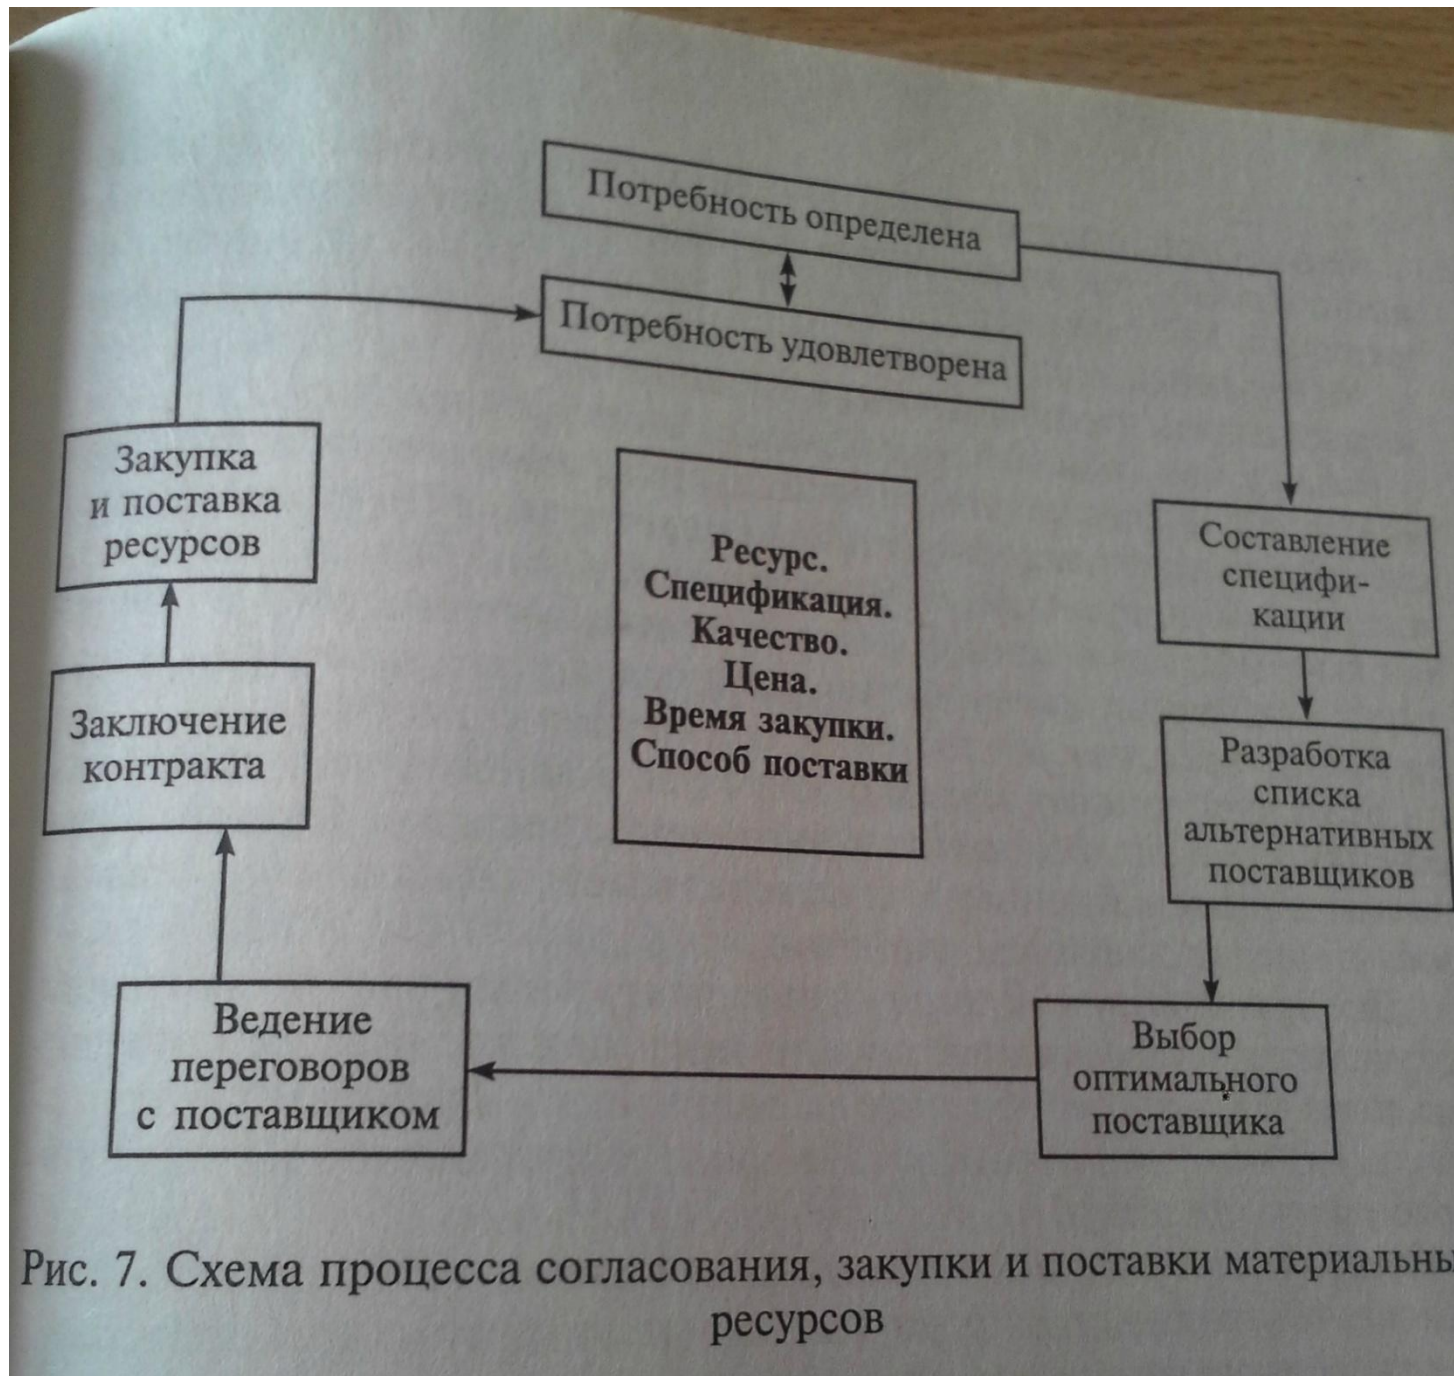 Потребность определена
Потребность удовлетворена
Закупка
и поставка
ресурсов
Ресурс.
Спецификация.
Качество.
Цена.
Время закупки.
Способ поставки
Составление
специфи-
кации
Заключение
контракта
Разработка
списка
альтернативных
поставщиков
Ведение
переговоров
с поставщиком
Выбор
оптимального
поставщика
Рис. 7. Схема процесса согласования, закупки и поставки материальны
ресурсов